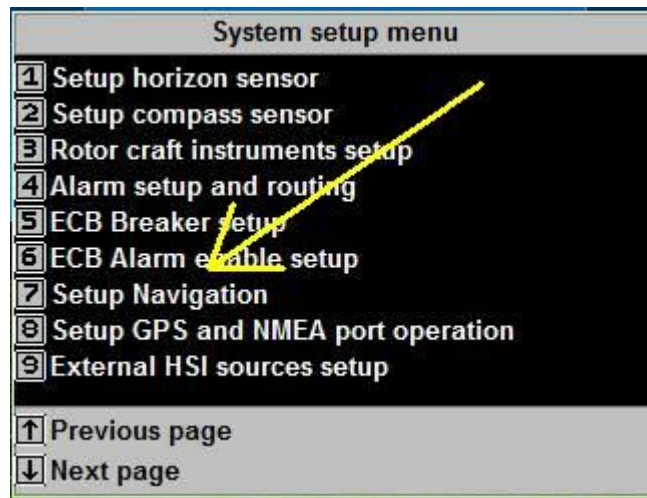 System setup menu
1 Setup horizon sensor
2 Setup compass sensor
3 Rotor craft instruments setup
4 Alarm setup and routing
5 ECB Breaker setup
6 ECB Alarm enable setup
7 Setup Navigation
8 Setup GPS and NMEA port operation
9 External HSI sources setup
↑ Previous page
↓ Next page